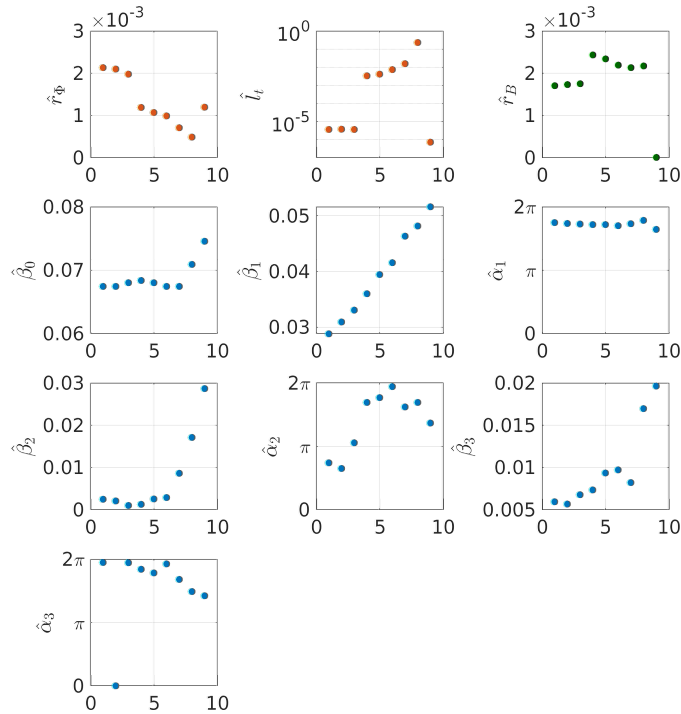 ×10⁻³ 3 2 1 0 r̂_Φ 0 5 10
10⁰ 10⁻⁵ l̂_t 0 5 10
×10⁻³ 3 2 1 0 r̂_B 0 5 10
0.08 0.07 0.06 β̂₀ 0 5 10
0.05 0.04 0.03 β̂₁ 0 5 10
2π π 0 α̂₁ 0 5 10
0.03 0.02 0.01 0 β̂₂ 0 5 10
2π π 0 α̂₂ 0 5 10
0.02 0.015 0.01 0.005 β̂₃ 0 5 10
2π π 0 α̂₃ 0 5 10